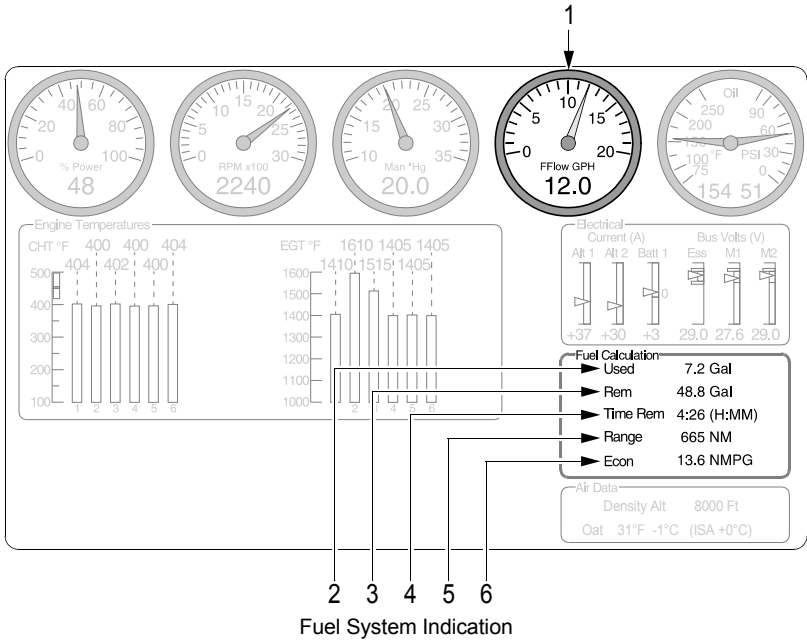 1
0 20 40 60 80 100
% Power
48
0 5 10 15 20 25 30
RPM x100
2240
10 15 20 25 30 35
Man "Hg
20.0
0 5 10 15 20
FFlow GPH
12.0
Oil
250 90
200 60
150 °F PSI 30
100
75 0
154 51
Engine Temperatures
CHT °F 400 400 404
404 402 400
500
400
300
200
100
1 2 3 4 5 6
EGT °F 1610 1405 1405
1410 1515 1405
1600
1500
1400
1300
1200
1100
1000
2 3 4 5 6
Electrical
Current (A) Bus Volts (V)
Alt 1 Alt 2 Batt 1 Ess M1 M2
0
+37 +30 +3 29.0 27.6 29.0
Fuel Calculation
Used 7.2 Gal
Rem 48.8 Gal
Time Rem 4:26 (H:MM)
Range 665 NM
Econ 13.6 NMPG
Air Data
Density Alt 8000 Ft
Oat 31°F -1°C (ISA +0°C)
2 3 4 5 6
Fuel System Indication